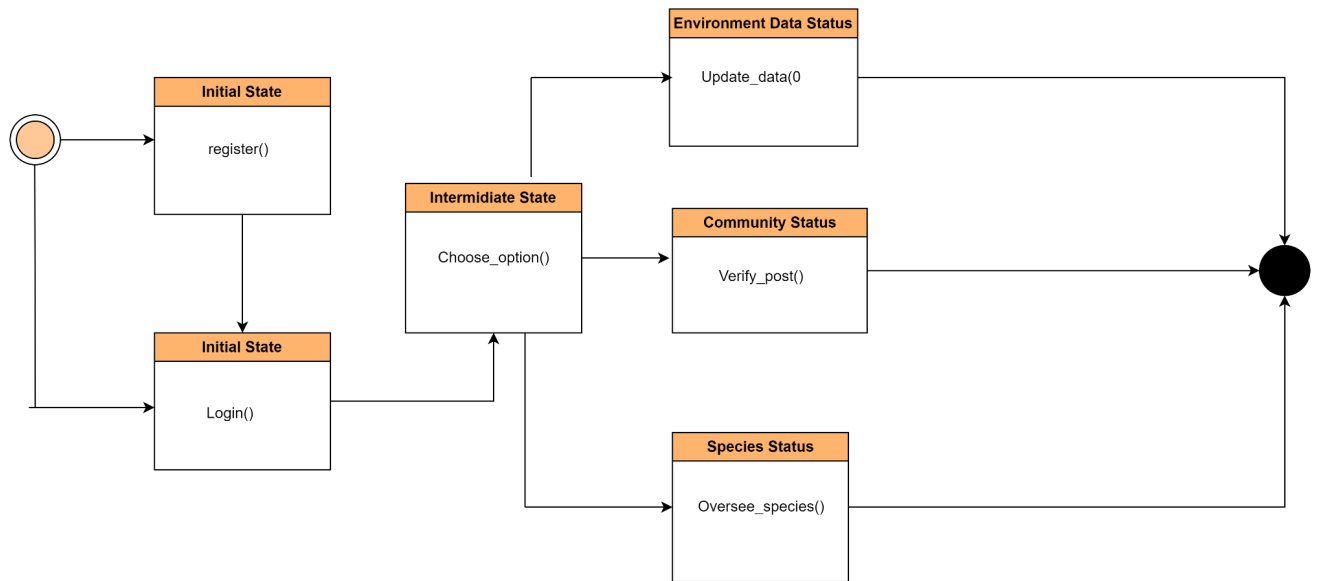 Environment Data Status
Update_data(0
Initial State
register()
Intermidiate State
Choose_option()
Community Status
Verify_post()
Initial State
Login()
Species Status
Oversee_species()